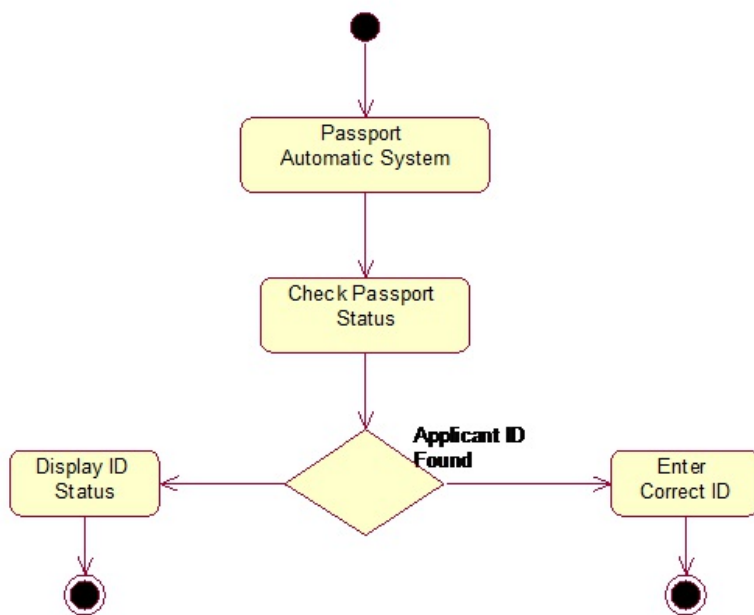 Passport
Automatic System
Check Passport
Status
Applicant ID
Found
Display ID
Status
Enter
Correct ID